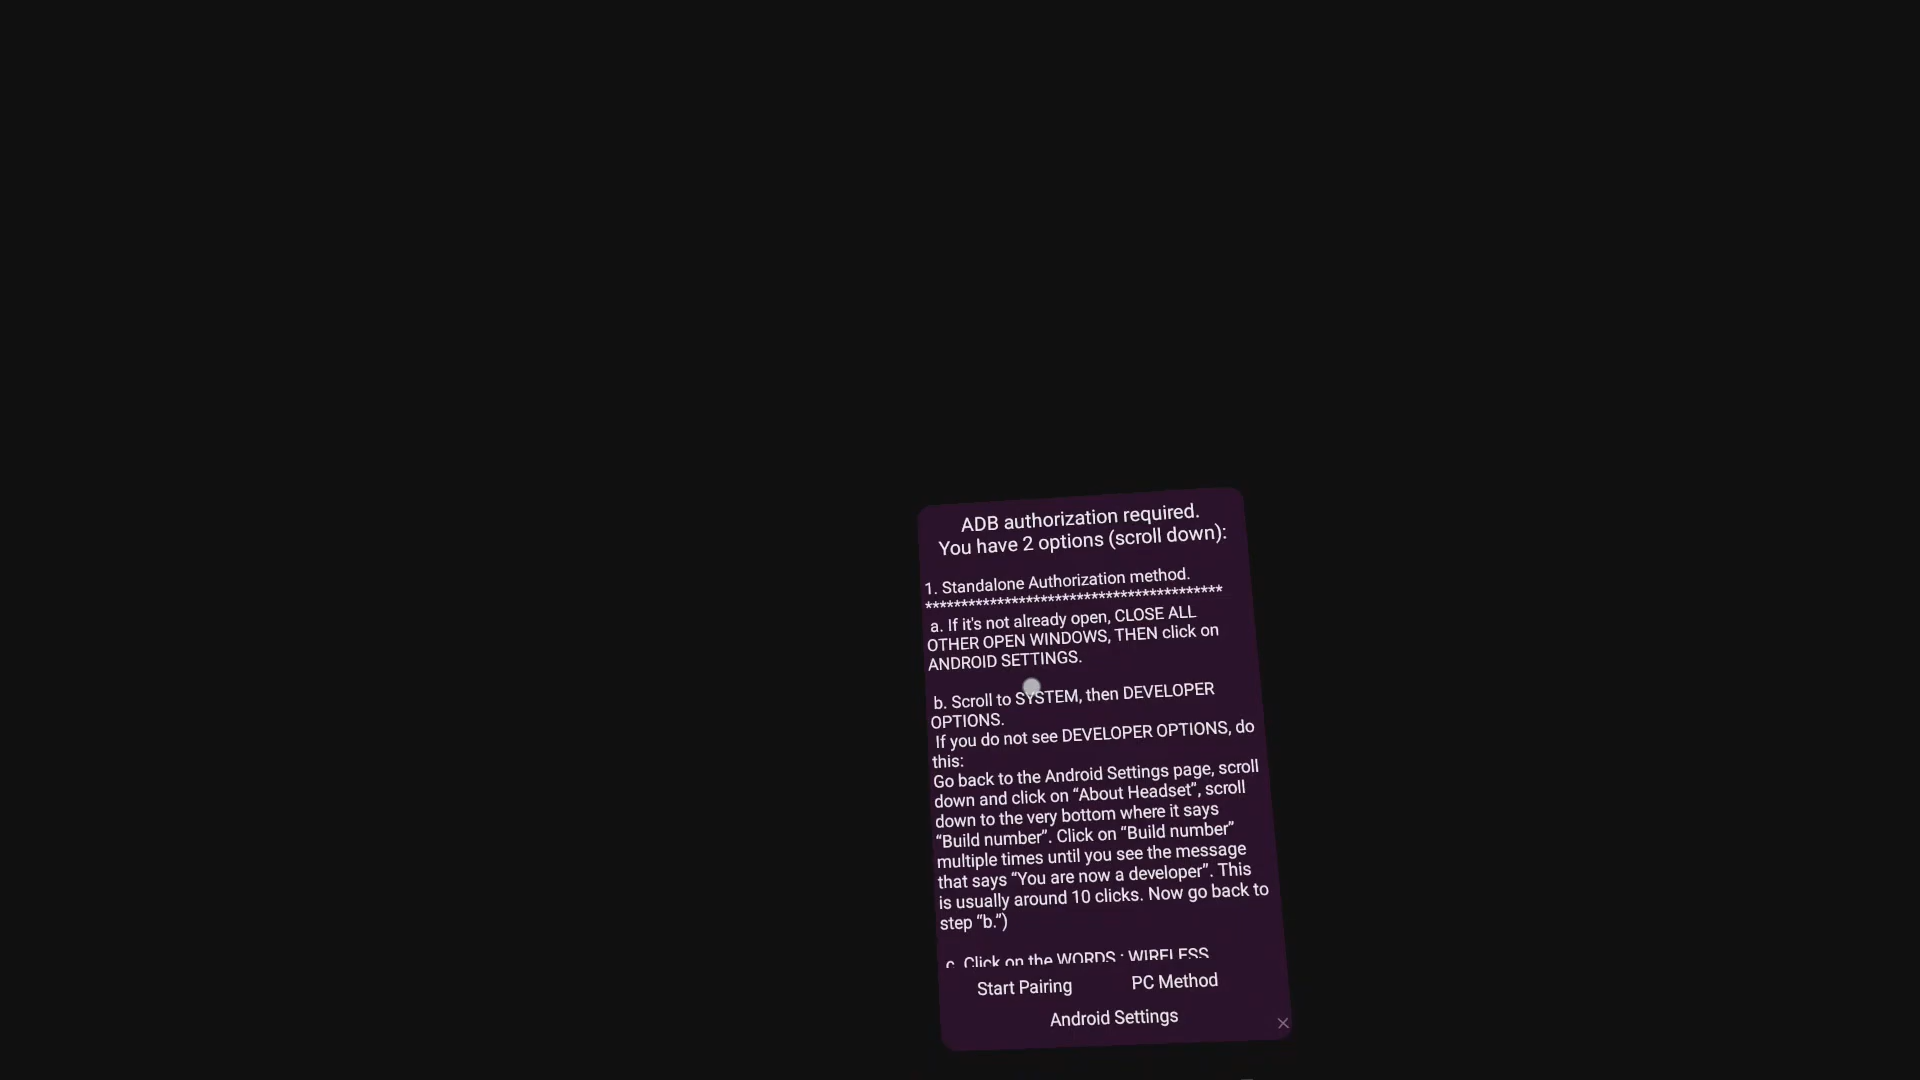 ADB authorization required.
You have 2 options (scroll down):
1. Standalone Authorization method.
*****************************************
a. If it's not already open, CLOSE ALL
OTHER OPEN WINDOWS, THEN click on
ANDROID SETTINGS.
b. Scroll to SYSTEM, then DEVELOPER
OPTIONS.
If you do not see DEVELOPER OPTIONS, do
this:
Go back to the Android Settings page, scroll
down and click on “About Headset”, scroll
down to the very bottom where it says
“Build number”. Click on “Build number”
multiple times until you see the message
that says “You are now a developer”. This
is usually around 10 clicks. Now go back to
step “b.”)
c. Click on the WORDS : WIRELESS
Start Pairing
PC Method
Android Settings